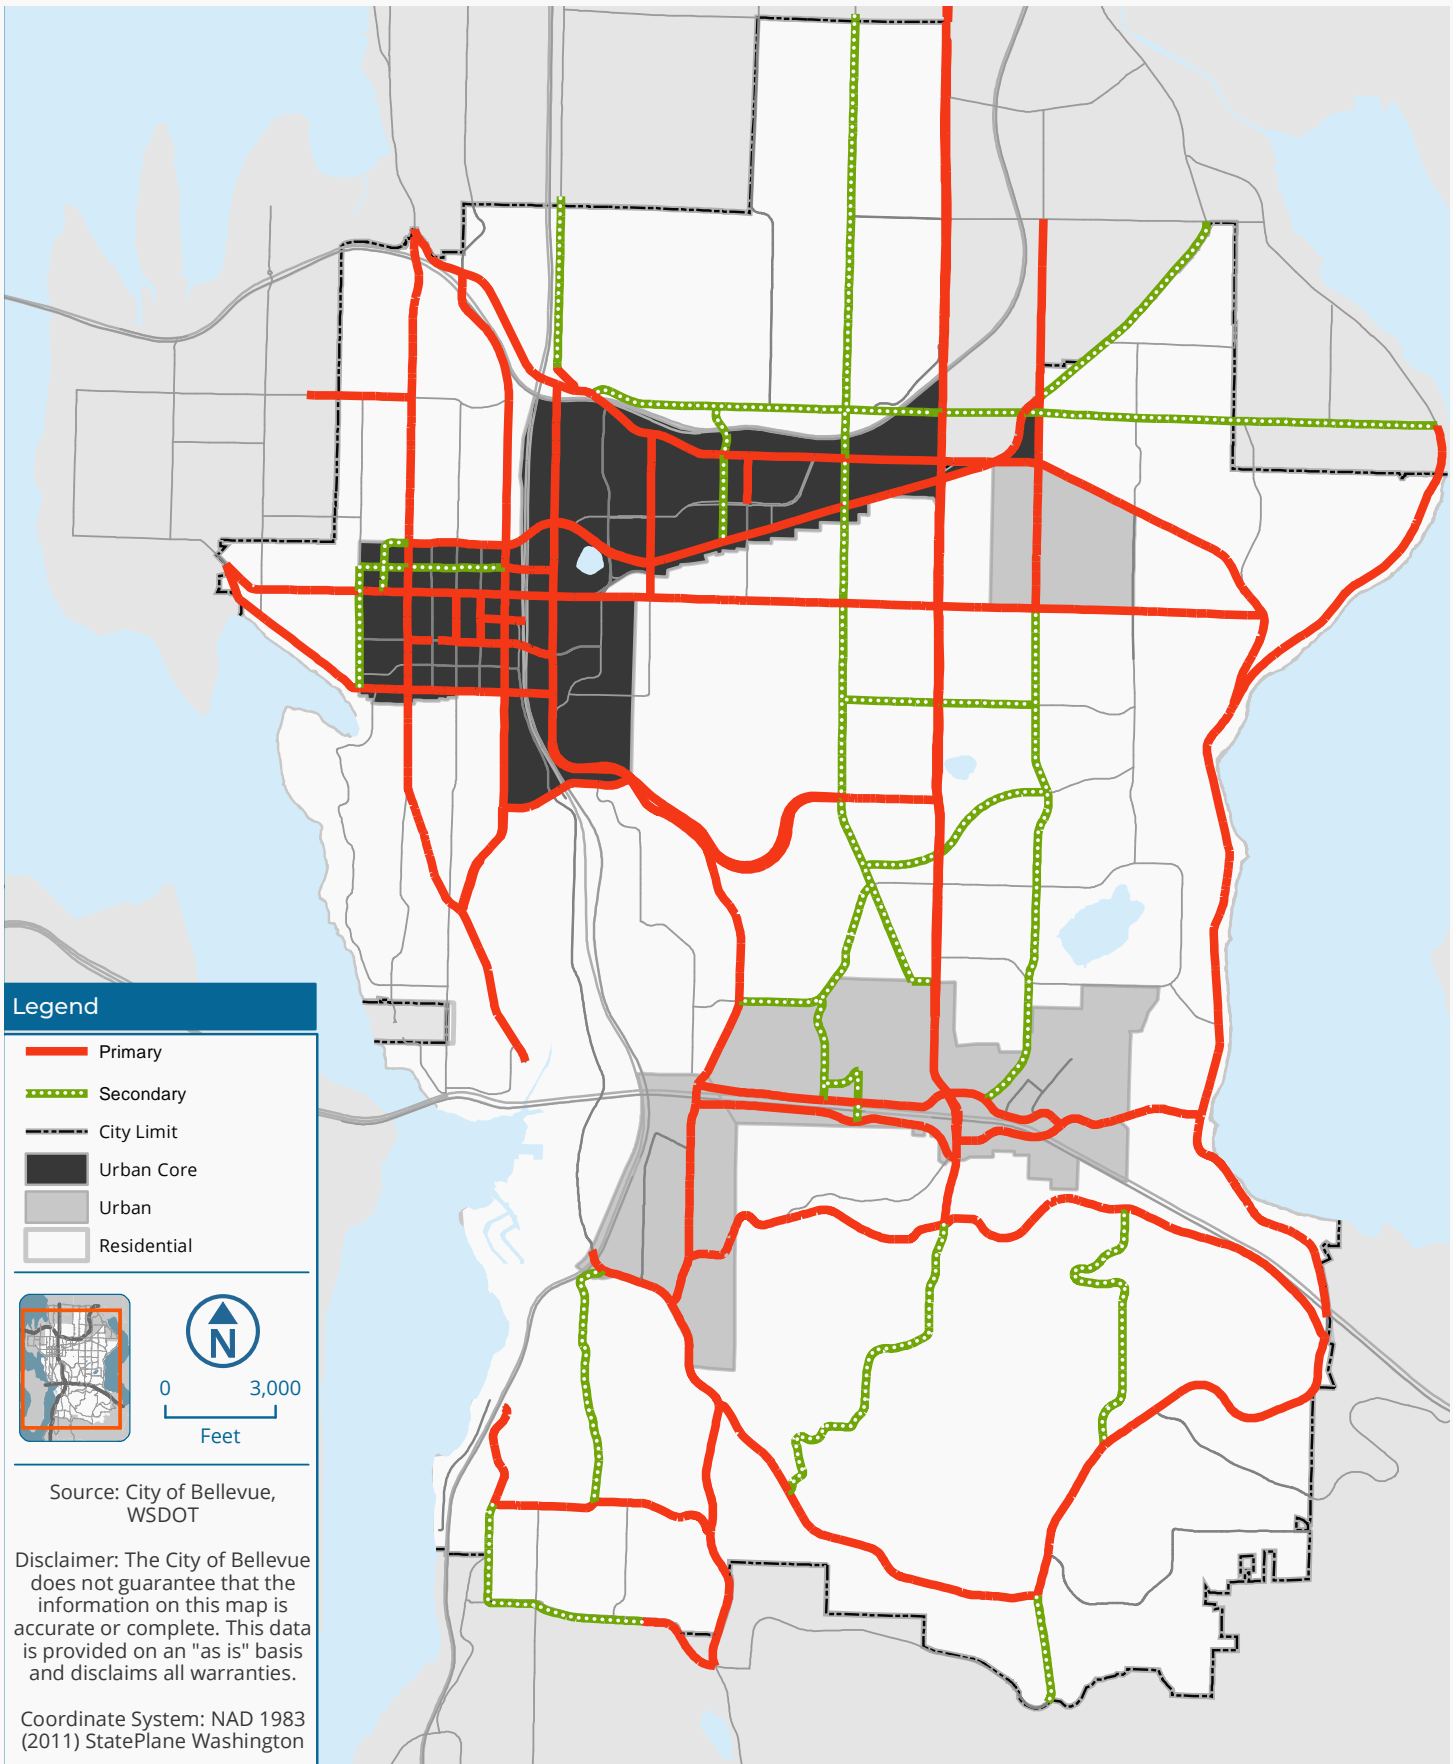 Legend
Primary
Secondary
City Limit
Urban Core
Urban
Residential
N
0 3,000
Feet
Source: City of Bellevue,
WSDOT
Disclaimer: The City of Bellevue
does not guarantee that the
information on this map is
accurate or complete. This data
is provided on an "as is" basis
and disclaims all warranties.
Coordinate System: NAD 1983
(2011) StatePlane Washington